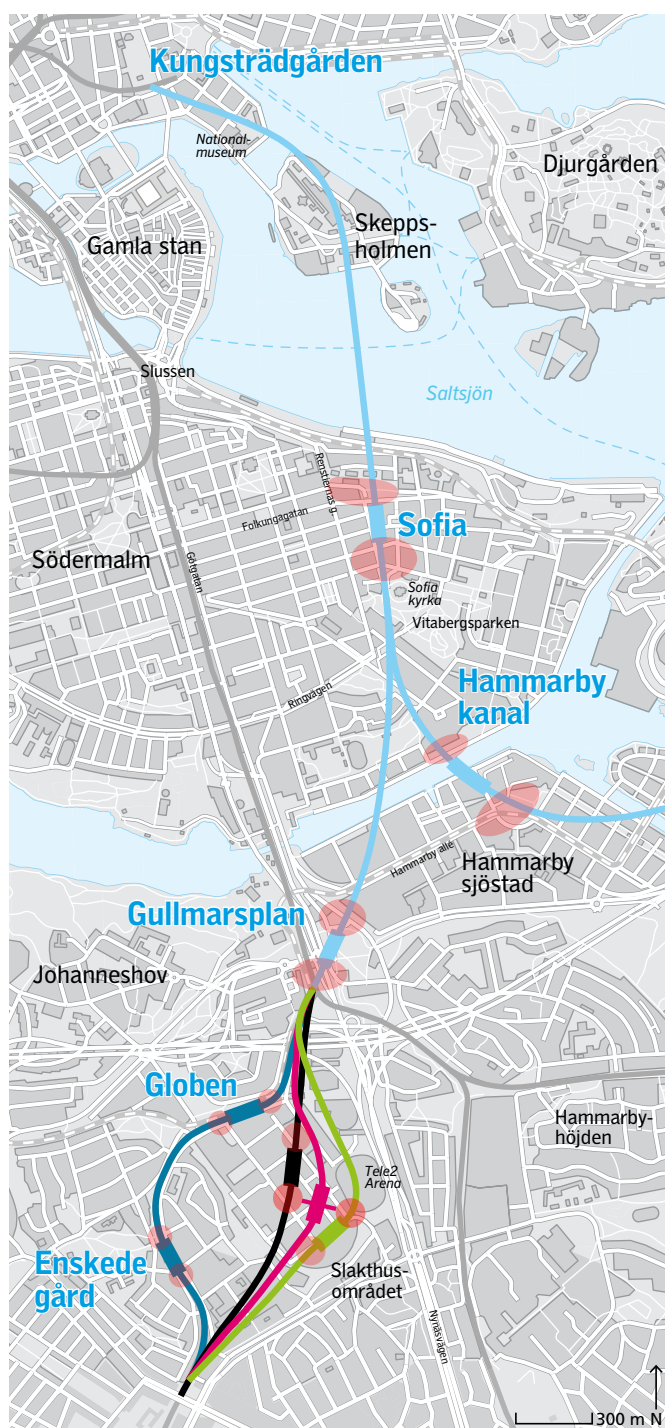 Kungsträdgården
National-
museum
Djurgården
Skepps-
holmen
Gamla stan
Slussen
Saltsjön
Renstiernas g.
Folkungagatan
Sofia
Södermalm
Götgatan
Sofia
kyrka
Vitabergsparken
Hammarby
kanal
Ringvägen
Hammarby allé
Hammarby
sjöstad
Gullmarsplan
Johanneshov
Globen
Hammarby-
höjden
Tele2
Arena
Enskede
gård
Slakthus-
området
Nynäsvägen
300 m
N